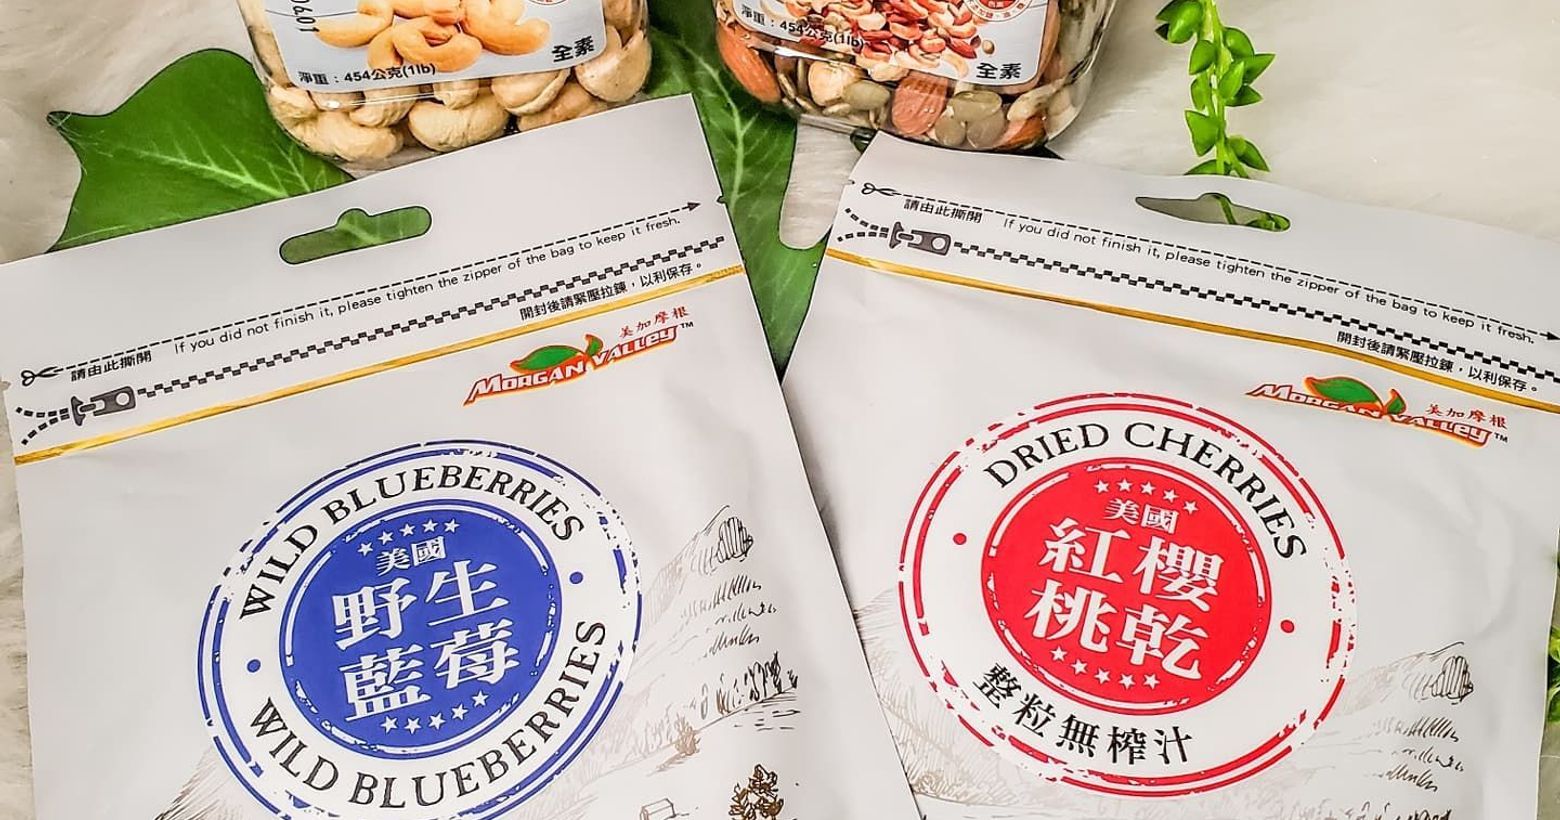 0601
淨重：454公克(1lb)
全素
淨重：454公克(1lb)
全素
請由此撕開 If you did not finish it, please tighten the zipper of the bag to keep it fresh.
開封後請緊壓拉鍊，以利保存。
美加摩根
MORGAN VALLEY™
WILD BLUEBERRIES
美國
野生
藍莓
WILD BLUEBERRIES
請由此撕開 If you did not finish it, please tighten the zipper of the bag to keep it fresh.
開封後請緊壓拉鍊，以利保存。
MORGAN VALLEY™
美加摩根
DRIED CHERRIES
美國
紅櫻
桃乾
整粒無榨汁